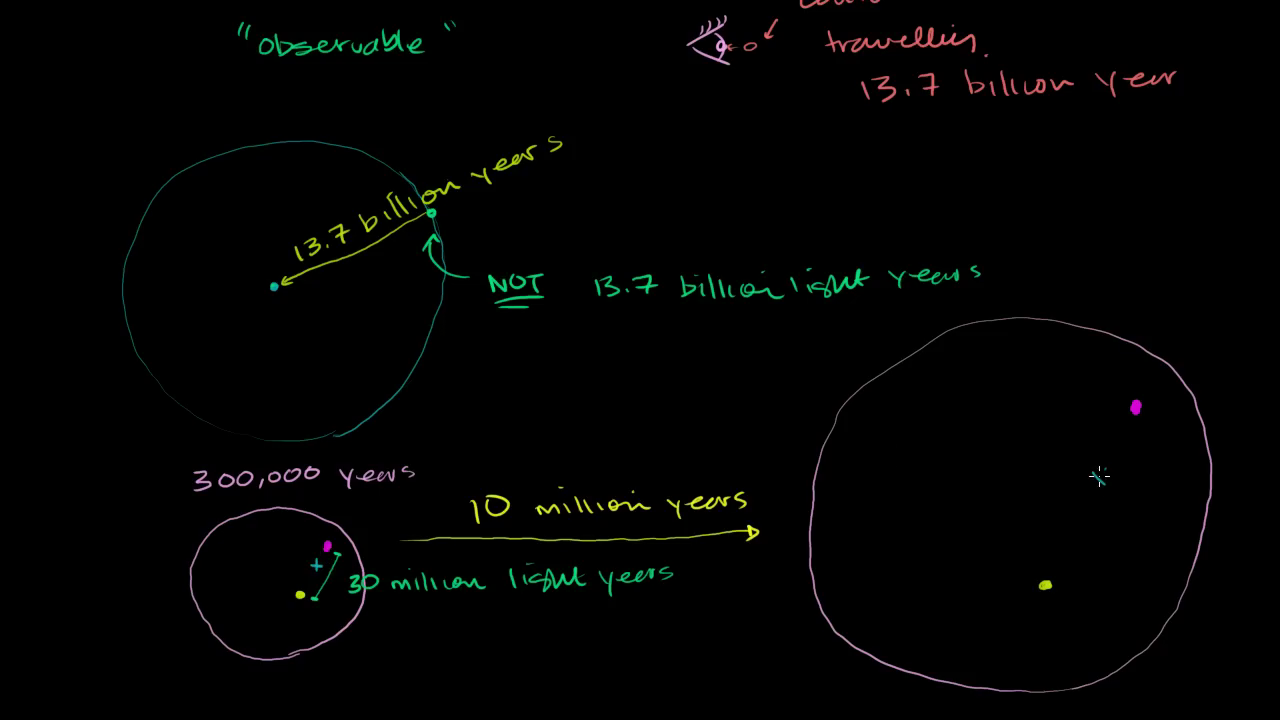 "observable"
travelling
13.7 billion year
13.7 billion years
NOT 13.7 billion light years
300,000 years
10 million years
30 million light years